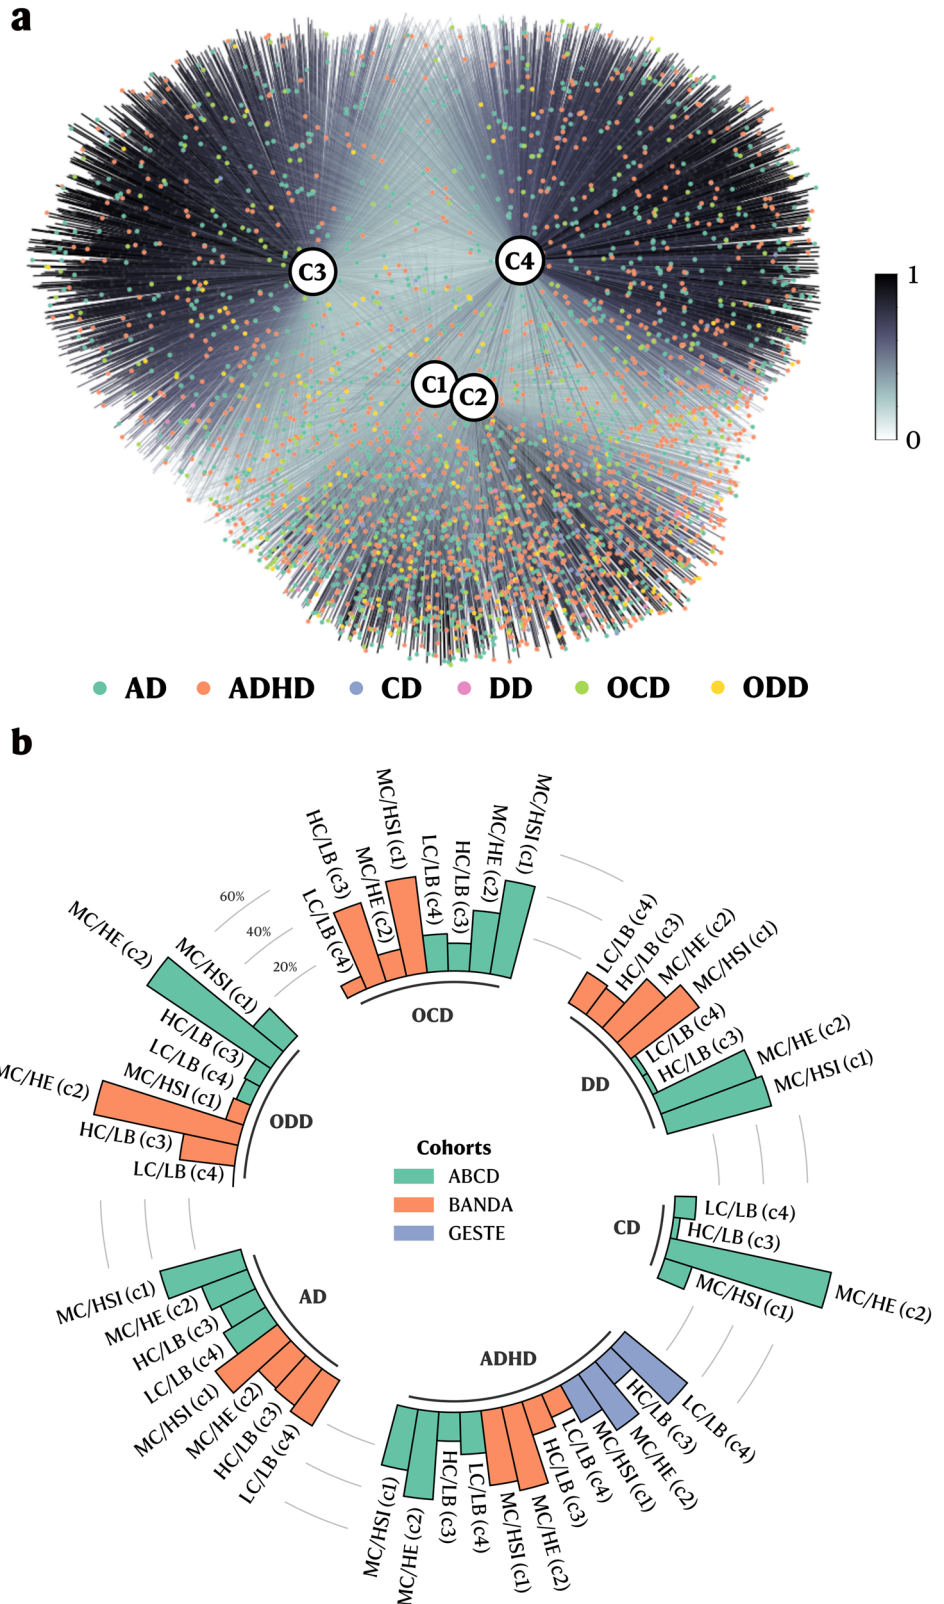 a
C3
C4
C1
C2
1
0
AD
ADHD
CD
DD
OCD
ODD
b
60%
40%
20%
LC/LB (c4)
HC/LB (c3)
MC/HE (c2)
MC/HSI (c1)
LC/LB (c4)
HC/LB (c3)
MC/HE (c2)
MC/HSI (c1)
OCD
LC/LB (c4)
HC/LB (c3)
MC/HE (c2)
MC/HSI (c1)
LC/LB (c4)
HC/LB (c3)
MC/HE (c2)
MC/HSI (c1)
DD
MC/HSI (c1)
MC/HE (c2)
HC/LB (c3)
LC/LB (c4)
MC/HSI (c1)
MC/HE (c2)
HC/LB (c3)
LC/LB (c4)
ODD
Cohorts
ABCD
BANDA
GESTE
LC/LB (c4)
HC/LB (c3)
MC/HE (c2)
MC/HSI (c1)
CD
MC/HSI (c1)
MC/HE (c2)
HC/LB (c3)
LC/LB (c4)
MC/HSI (c1)
MC/HE (c2)
HC/LB (c3)
LC/LB (c4)
AD
ADHD
MC/HSI (c1)
MC/HE (c2)
HC/LB (c3)
LC/LB (c4)
MC/HSI (c1)
MC/HE (c2)
HC/LB (c3)
LC/LB (c4)
MC/HSI (c1)
MC/HE (c2)
HC/LB (c3)
LC/LB (c4)